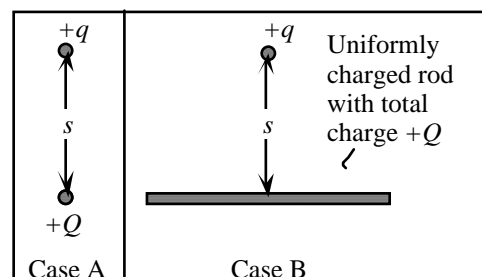 +q
s
+Q
Case A
+q
s
Uniformly
charged rod
with total
charge +Q
Case B